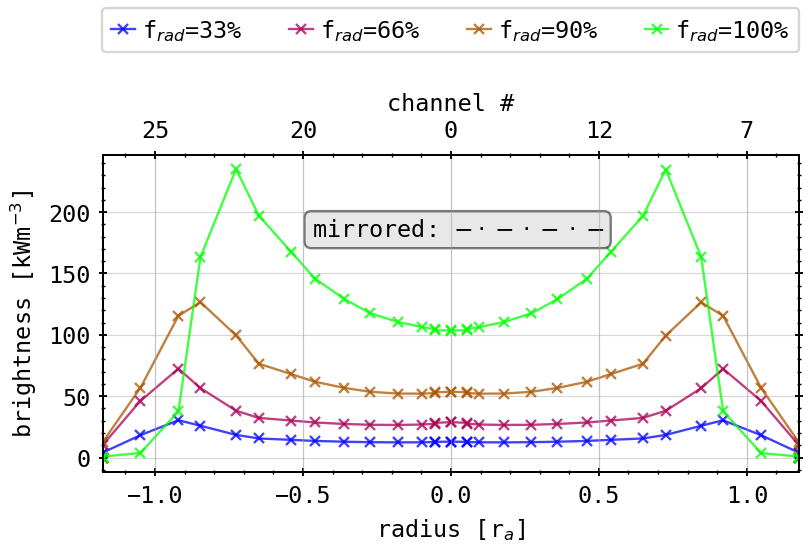 f_rad=33% f_rad=66% f_rad=90% f_rad=100%
channel #
25 20 0 12 7
mirrored: — · — · — · —
brightness [kWm⁻³]
200
150
100
50
0
−1.0 −0.5 0.0 0.5 1.0
radius [r_a]